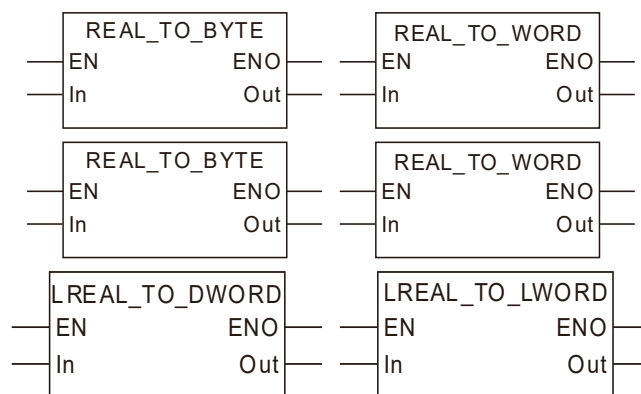 REAL_TO_BYTE
EN ENO
In Out
REAL_TO_WORD
EN ENO
In Out
REAL_TO_BYTE
EN ENO
In Out
REAL_TO_WORD
EN ENO
In Out
LREAL_TO_DWORD
EN ENO
In Out
LREAL_TO_LWORD
EN ENO
In Out